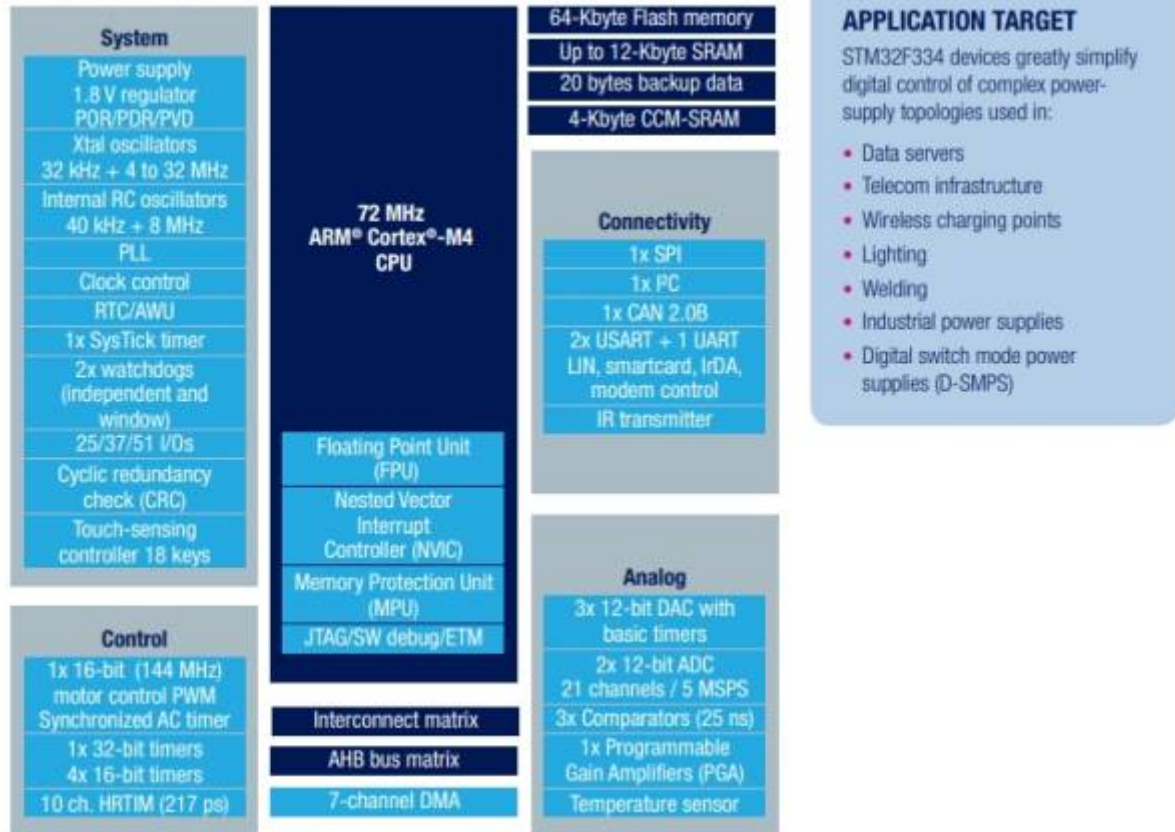 System
Power supply
1.8 V regulator
POR/PDR/PVD
Xtal oscillators
32 kHz + 4 to 32 MHz
Internal RC oscillators
40 kHz + 8 MHz
PLL
Clock control
RTC/AWU
1x SysTick timer
2x watchdogs
(independent and
window)
25/37/51 I/Os
Cyclic redundancy
check (CRC)
Touch-sensing
controller 18 keys
Control
1x 16-bit (144 MHz)
motor control PWM
Synchronized AC timer
1x 32-bit timers
4x 16-bit timers
10 ch. HRTIM (217 ps)
72 MHz
ARM® Cortex®-M4
CPU
Floating Point Unit
(FPU)
Nested Vector
Interrupt
Controller (NVIC)
Memory Protection Unit
(MPU)
JTAG/SW debug/ETM
Interconnect matrix
AHB bus matrix
7-channel DMA
64-Kbyte Flash memory
Up to 12-Kbyte SRAM
20 bytes backup data
4-Kbyte CCM-SRAM
Connectivity
1x SPI
1x I²C
1x CAN 2.0B
2x USART + 1 UART
LIN, smartcard, IrDA,
modem control
IR transmitter
Analog
3x 12-bit DAC with
basic timers
2x 12-bit ADC
21 channels / 5 MSPS
3x Comparators (25 ns)
1x Programmable
Gain Amplifiers (PGA)
Temperature sensor
APPLICATION TARGET
STM32F334 devices greatly simplify
digital control of complex power-
supply topologies used in:
• Data servers
• Telecom infrastructure
• Wireless charging points
• Lighting
• Welding
• Industrial power supplies
• Digital switch mode power
supplies (D-SMPS)